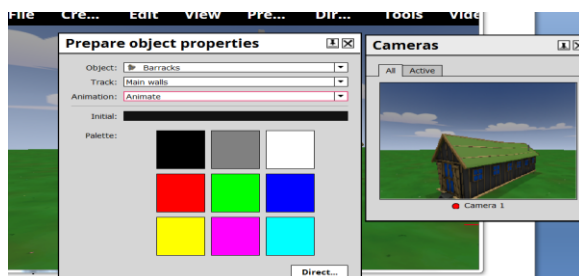 File Cre... Edit View Pre... Dir... Tools Vide
Prepare object properties
Object: Barracks
Track: Main walls
Animation: Animate
Initial:
Palette:
Direct...
Cameras
All Active
Camera 1